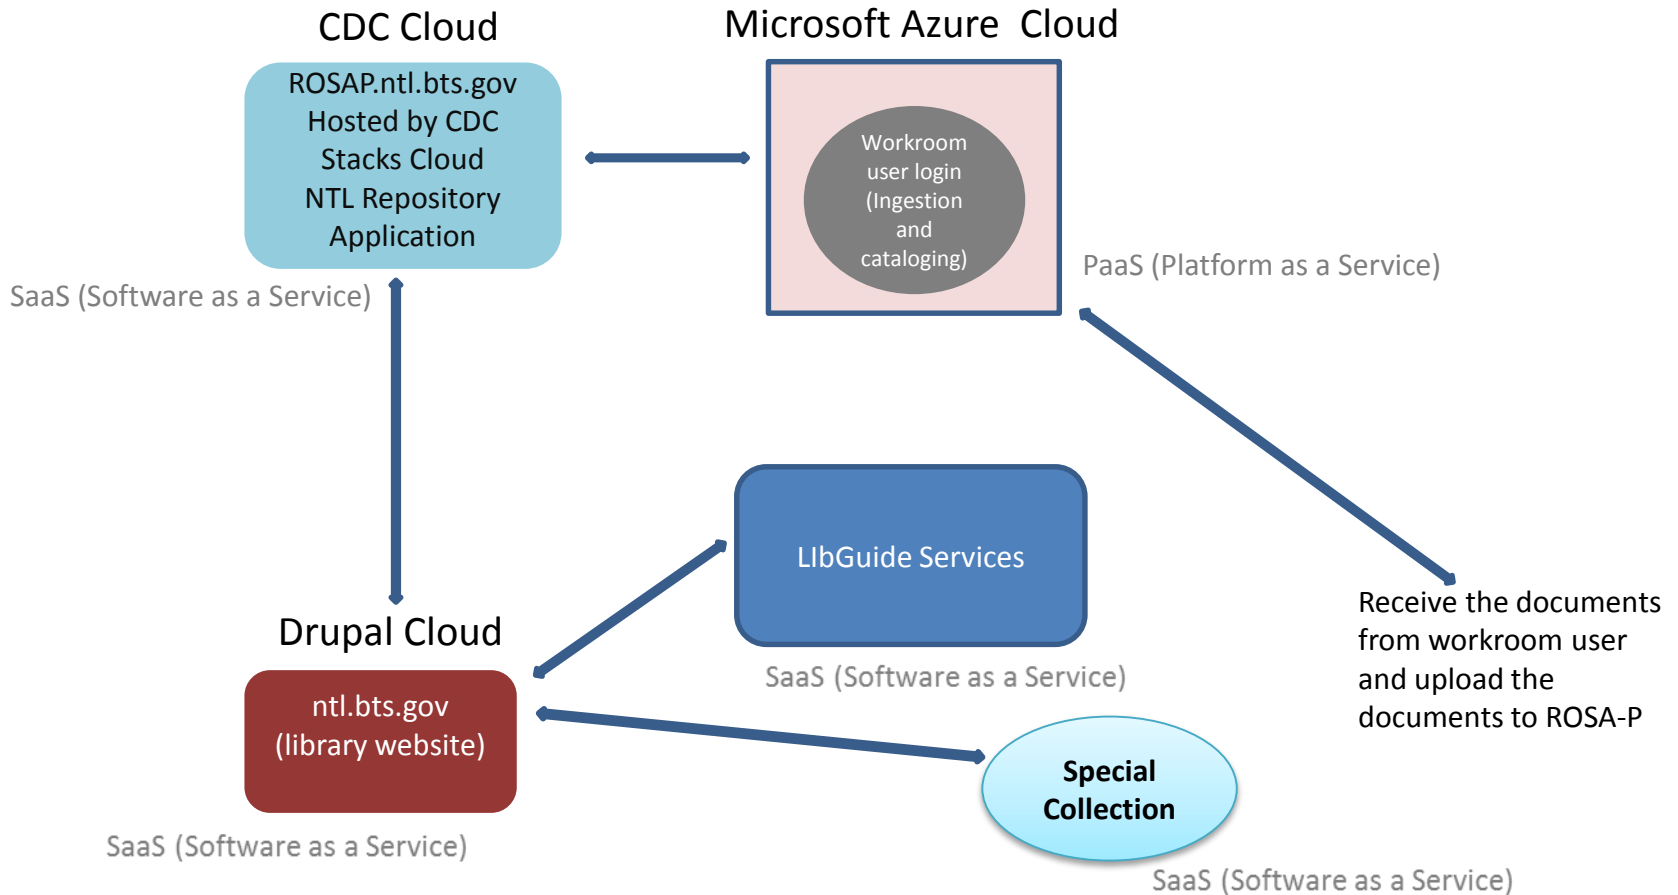 CDC Cloud
Microsoft Azure  Cloud
ROSAP.ntl.bts.gov
Hosted by CDC
Stacks Cloud
NTL Repository
Application
Workroom
user login
(Ingestion
and
cataloging)
PaaS (Platform as a Service)
SaaS (Software as a Service)
LIbGuide Services
SaaS (Software as a Service)
Receive the documents
from workroom user
and upload the
documents to ROSA-P
Drupal Cloud
ntl.bts.gov
(library website)
SaaS (Software as a Service)
Special
Collection
SaaS (Software as a Service)